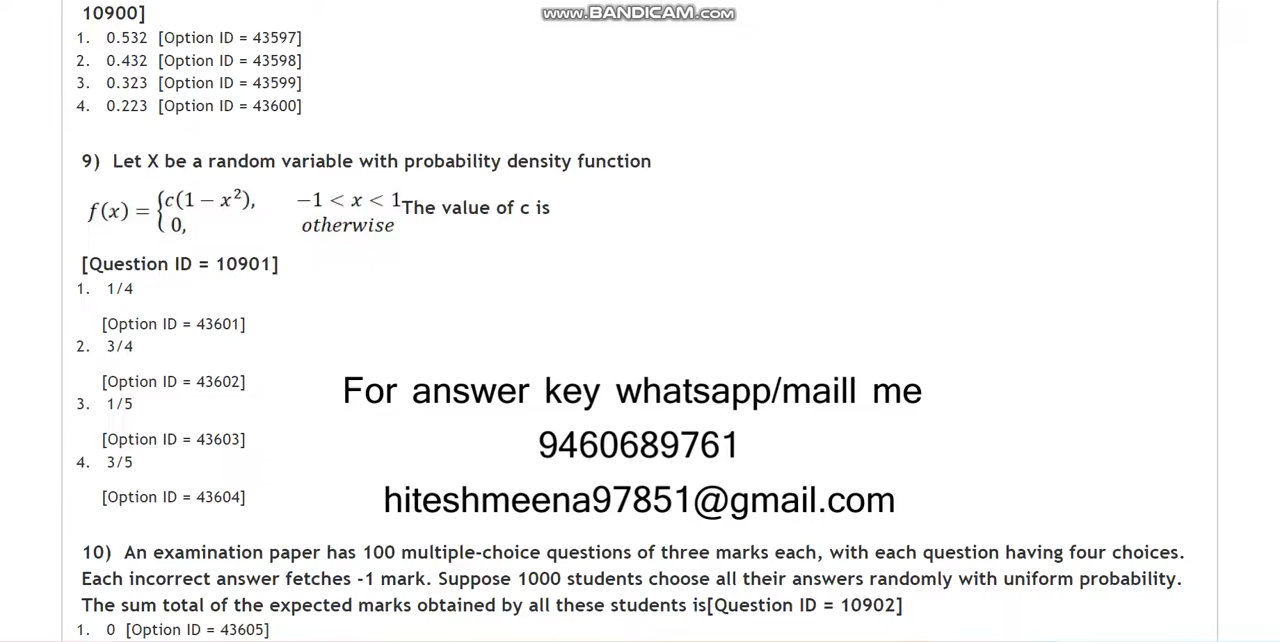 www.BANDICAM.com
10900]
1. 0.532 [Option ID = 43597]
2. 0.432 [Option ID = 43598]
3. 0.323 [Option ID = 43599]
4. 0.223 [Option ID = 43600]
9) Let X be a random variable with probability density function
f(x) = {c(1 − x²), −1 < x < 1 The value of c is
0, otherwise
[Question ID = 10901]
1. 1/4
[Option ID = 43601]
2. 3/4
[Option ID = 43602]
3. 1/5
[Option ID = 43603]
4. 3/5
[Option ID = 43604]
For answer key whatsapp/maill me
9460689761
hiteshmeena97851@gmail.com
10) An examination paper has 100 multiple-choice questions of three marks each, with each question having four choices.
Each incorrect answer fetches -1 mark. Suppose 1000 students choose all their answers randomly with uniform probability.
The sum total of the expected marks obtained by all these students is[Question ID = 10902]
1. 0 [Option ID = 43605]